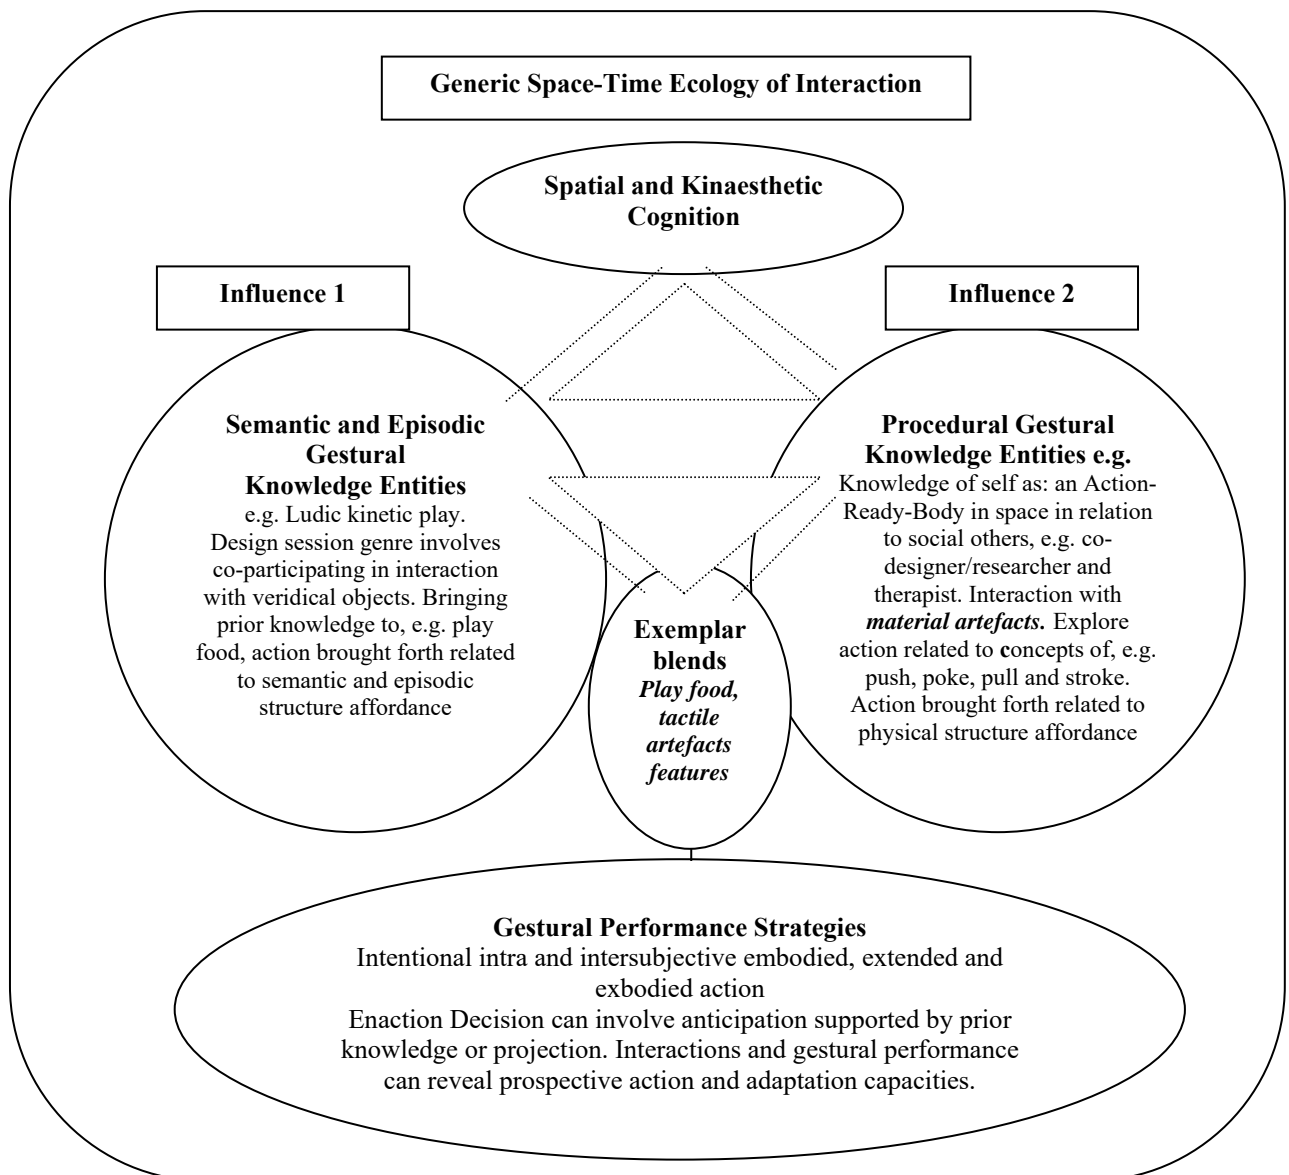 Generic Space-Time Ecology of Interaction
Spatial and Kinaesthetic
Cognition
Influence 1
Influence 2
Semantic and Episodic
Gestural
Knowledge Entities
e.g. Ludic kinetic play.
Design session genre involves
co-participating in interaction
with veridical objects. Bringing
prior knowledge to, e.g. play
food, action brought forth related
to semantic and episodic
structure affordance
Procedural Gestural
Knowledge Entities e.g.
Knowledge of self as: an Action-
Ready-Body in space in relation
to social others, e.g. co-
designer/researcher and
therapist. Interaction with
material artefacts. Explore
action related to concepts of, e.g.
push, poke, pull and stroke.
Action brought forth related to
physical structure affordance
Exemplar
blends
Play food,
tactile
artefacts
features
Gestural Performance Strategies
Intentional intra and intersubjective embodied, extended and
exbodied action
Enaction Decision can involve anticipation supported by prior
knowledge or projection. Interactions and gestural performance
can reveal prospective action and adaptation capacities.